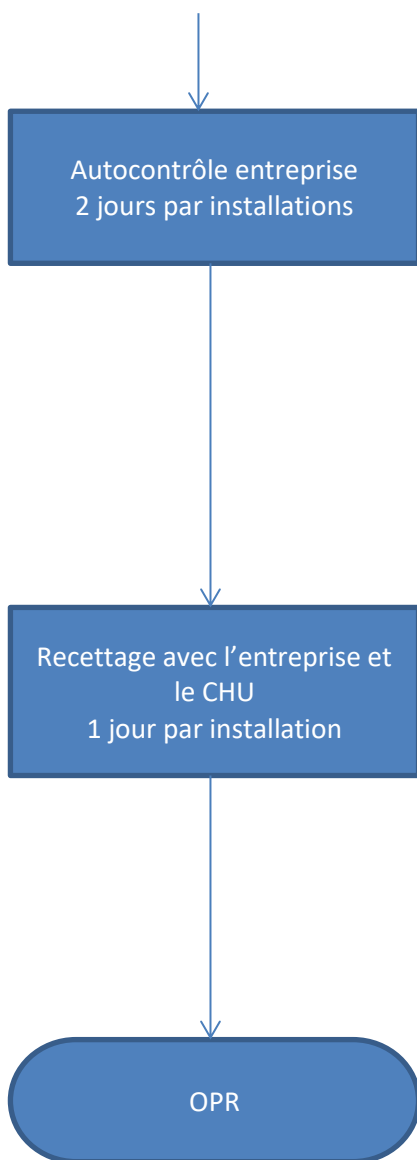 Autocontrôle entreprise
2 jours par installations
Recettage avec l’entreprise et
le CHU
1 jour par installation
OPR